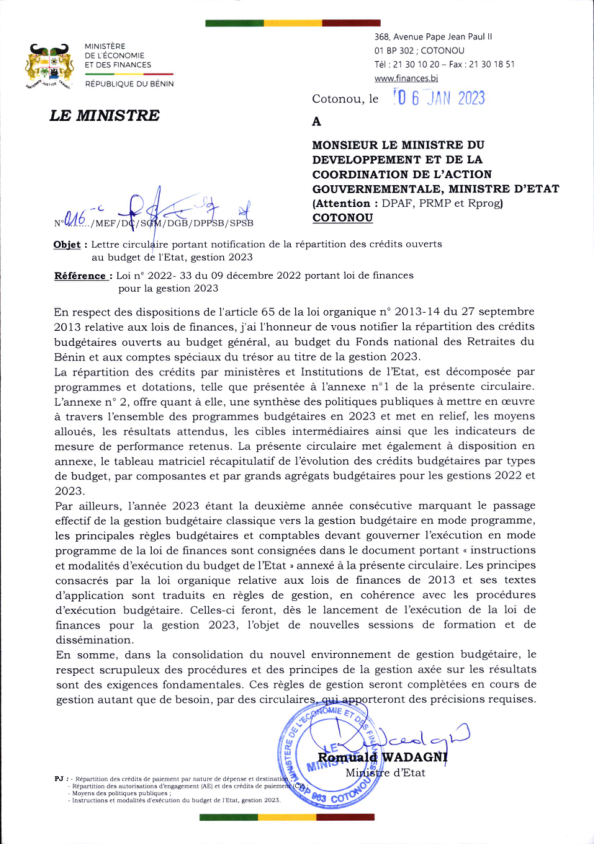 MINISTÈRE
DE L'ÉCONOMIE
ET DES FINANCES
RÉPUBLIQUE DU BÉNIN
368, Avenue Pape Jean Paul II
01 BP 302 ; COTONOU
Tél : 21 30 10 20 – Fax : 21 30 18 51
www.finances.bj
Cotonou, le 06 JAN 2023
LE MINISTRE
A
MONSIEUR LE MINISTRE DU
DEVELOPPEMENT ET DE LA
COORDINATION DE L'ACTION
GOUVERNEMENTALE, MINISTRE D'ETAT
(Attention : DPAF, PRMP et Rprog)
COTONOU
N° 016-c /MEF/DC/SGM/DGB/DPPSB/SPSB
Objet : Lettre circulaire portant notification de la répartition des crédits ouverts
au budget de l'Etat, gestion 2023
Référence : Loi n° 2022- 33 du 09 décembre 2022 portant loi de finances
pour la gestion 2023
En respect des dispositions de l'article 65 de la loi organique n° 2013-14 du 27 septembre
2013 relative aux lois de finances, j'ai l'honneur de vous notifier la répartition des crédits
budgétaires ouverts au budget général, au budget du Fonds national des Retraites du
Bénin et aux comptes spéciaux du trésor au titre de la gestion 2023.
La répartition des crédits par ministères et Institutions de l'Etat, est décomposée par
programmes et dotations, telle que présentée à l'annexe n°1 de la présente circulaire.
L'annexe n° 2, offre quant à elle, une synthèse des politiques publiques à mettre en œuvre
à travers l'ensemble des programmes budgétaires en 2023 et met en relief, les moyens
alloués, les résultats attendus, les cibles intermédiaires ainsi que les indicateurs de
mesure de performance retenus. La présente circulaire met également à disposition en
annexe, le tableau matriciel récapitulatif de l'évolution des crédits budgétaires par types
de budget, par composantes et par grands agrégats budgétaires pour les gestions 2022 et
2023.
Par ailleurs, l'année 2023 étant la deuxième année consécutive marquant le passage
effectif de la gestion budgétaire classique vers la gestion budgétaire en mode programme,
les principales règles budgétaires et comptables devant gouverner l'exécution en mode
programme de la loi de finances sont consignées dans le document portant « instructions
et modalités d'exécution du budget de l'Etat » annexé à la présente circulaire. Les principes
consacrés par la loi organique relative aux lois de finances de 2013 et ses textes
d'application sont traduits en règles de gestion, en cohérence avec les procédures
d'exécution budgétaire. Celles-ci feront, dès le lancement de l'exécution de la loi de
finances pour la gestion 2023, l'objet de nouvelles sessions de formation et de
dissémination.
En somme, dans la consolidation du nouvel environnement de gestion budgétaire, le
respect scrupuleux des procédures et des principes de la gestion axée sur les résultats
sont des exigences fondamentales. Ces règles de gestion seront complétées en cours de
gestion autant que de besoin, par des circulaires, qui apporteront des précisions requises.
MINISTERE DE L'ECONOMIE ET DES FINANCES
LE
MINISTRE
BP 963 COTONOU
Romuald WADAGNI
Ministre d'Etat
PJ : - Répartition des crédits de paiement par nature de dépense et destination ;
- Répartition des autorisations d'engagement (AE) et des crédits de paiement (CP)
- Moyens des politiques publiques ;
- Instructions et modalités d'exécution du budget de l'Etat, gestion 2023.